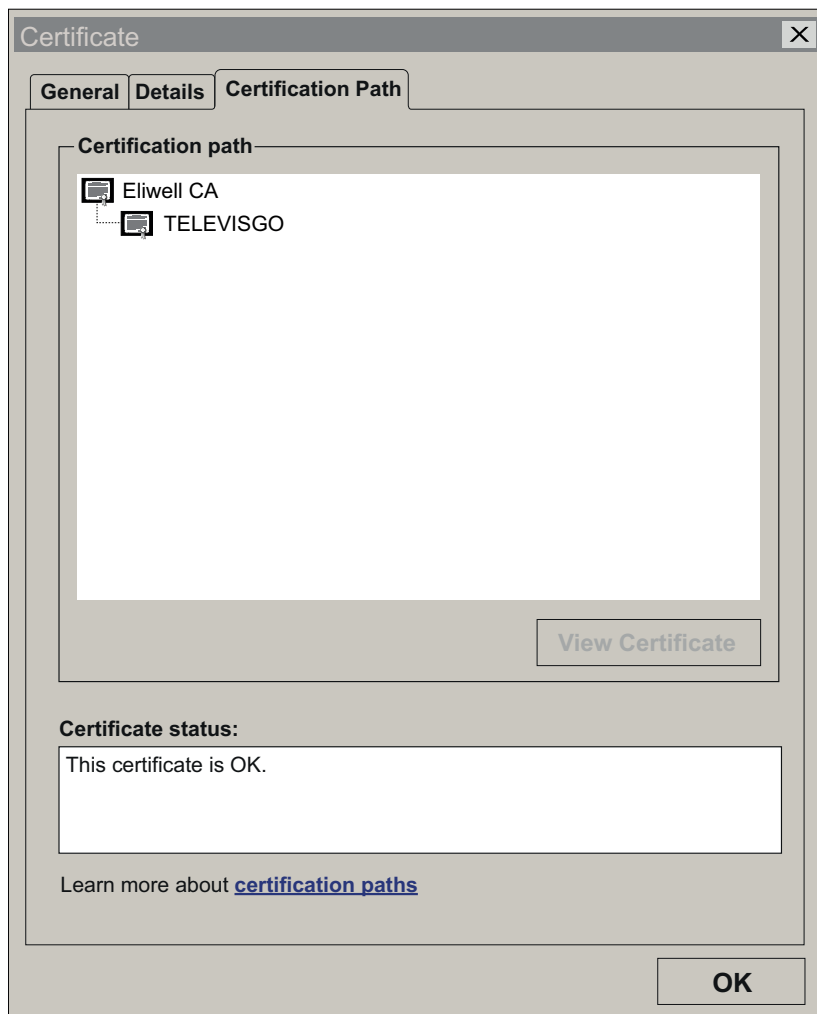 Certificate
General Details Certification Path
Certification path
Eliwell CA
TELEVISGO
View Certificate
Certificate status:
This certificate is OK.
Learn more about certification paths
OK